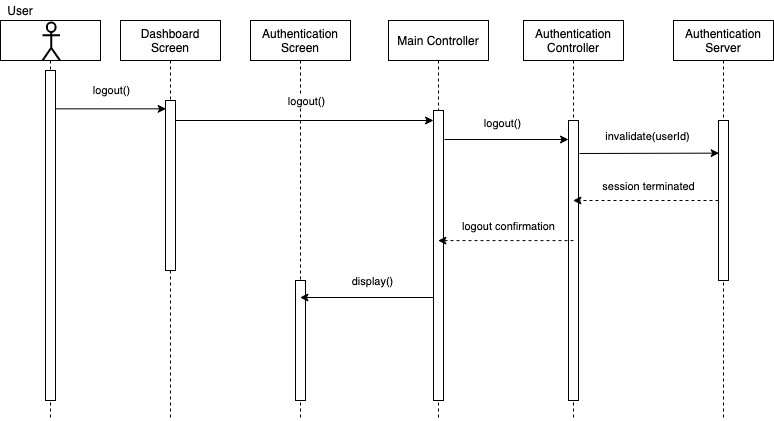 User
Dashboard
Screen
Authentication
Screen
Main Controller
Authentication
Controller
Authentication
Server
logout()
logout()
logout()
invalidate(userId)
session terminated
logout confirmation
display()